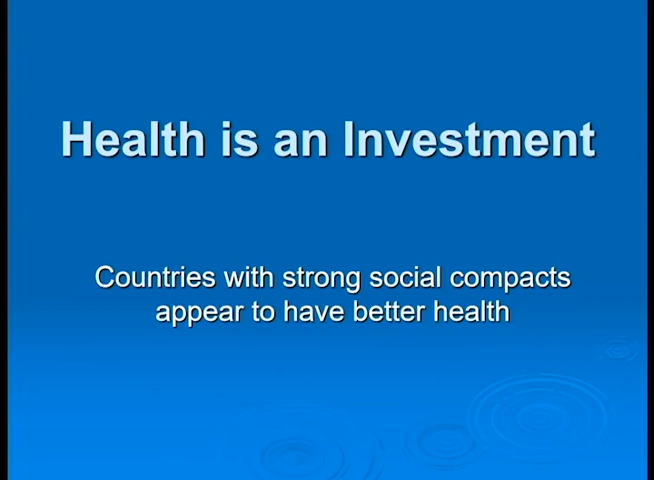 Health is an Investment
Countries with strong social compacts
appear to have better health